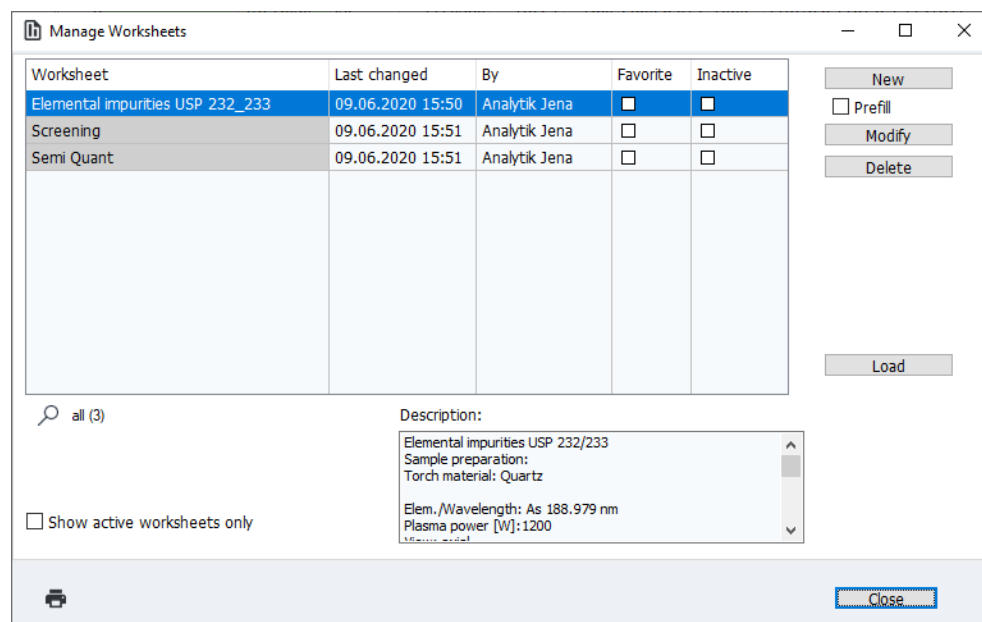 Manage Worksheets
Worksheet Last changed By Favorite Inactive
Elemental impurities USP 232_233 09.06.2020 15:50 Analytik Jena
Screening 09.06.2020 15:51 Analytik Jena
Semi Quant 09.06.2020 15:51 Analytik Jena
New
Prefill
Modify
Delete
Load
all (3)
Description:
Elemental impurities USP 232/233
Sample preparation:
Torch material: Quartz
Elem./Wavelength: As 188.979 nm
Plasma power [W]:1200
Show active worksheets only
Close